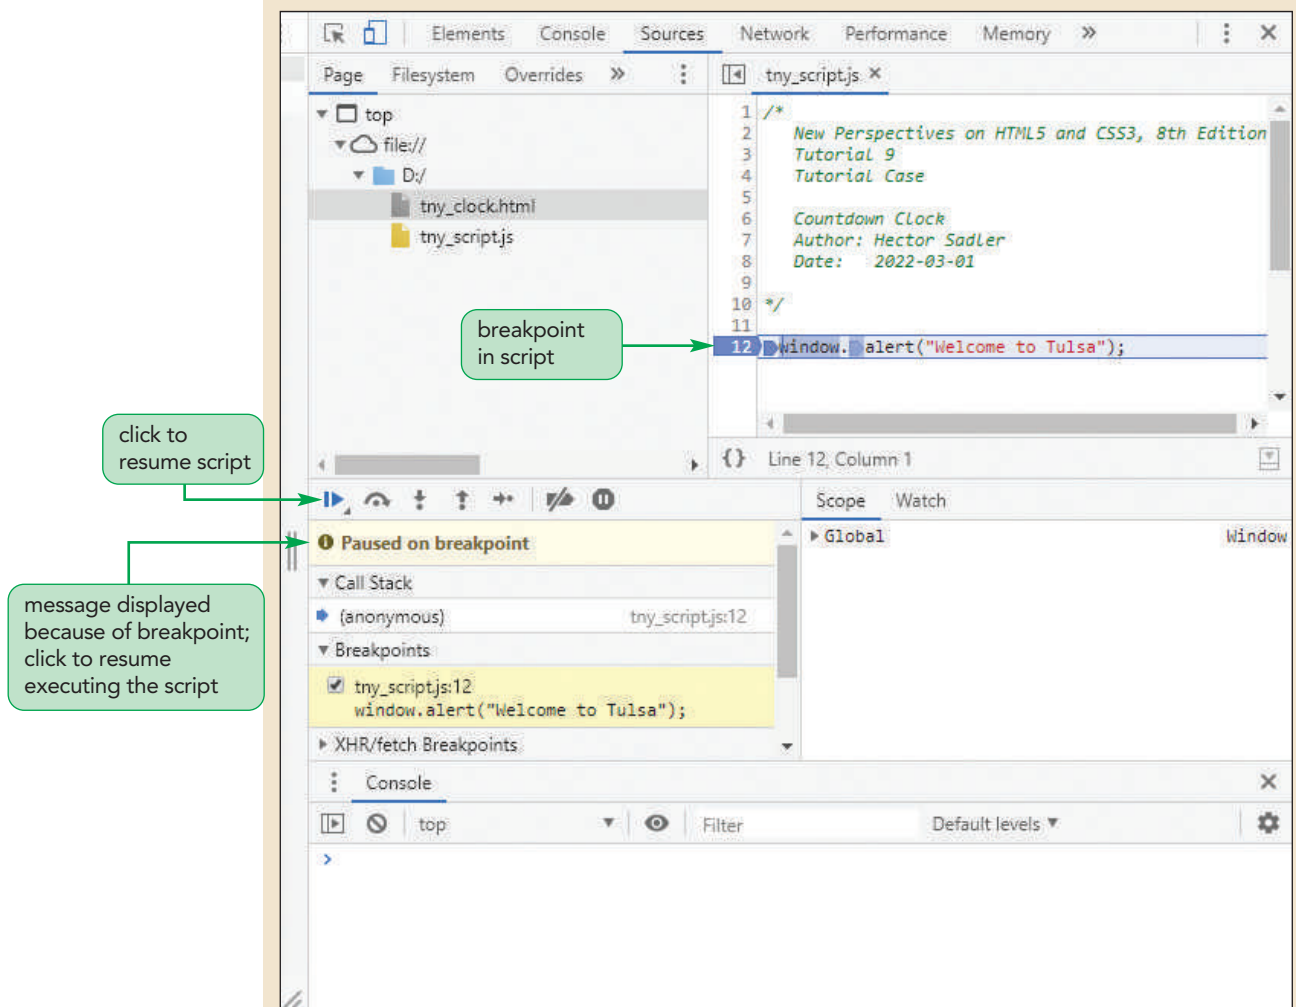 Elements Console Sources Network Performance Memory »
Page Filesystem Overrides »
tny_script.js ×
top
file://
D:/
tny_clock.html
tny_script.js
1 /*
2 New Perspectives on HTML5 and CSS3, 8th Edition
3 Tutorial 9
4 Tutorial Case
5
6 Countdown Clock
7 Author: Hector Sadler
8 Date: 2022-03-01
9
10 */
11
12 window.alert("Welcome to Tulsa");
breakpoint
in script
{} Line 12, Column 1
click to
resume script
Scope Watch
Paused on breakpoint
Global Window
Call Stack
(anonymous) tny_script.js:12
message displayed
because of breakpoint;
click to resume
executing the script
Breakpoints
tny_script.js:12
window.alert("Welcome to Tulsa");
XHR/fetch Breakpoints
Console
top Filter Default levels
>